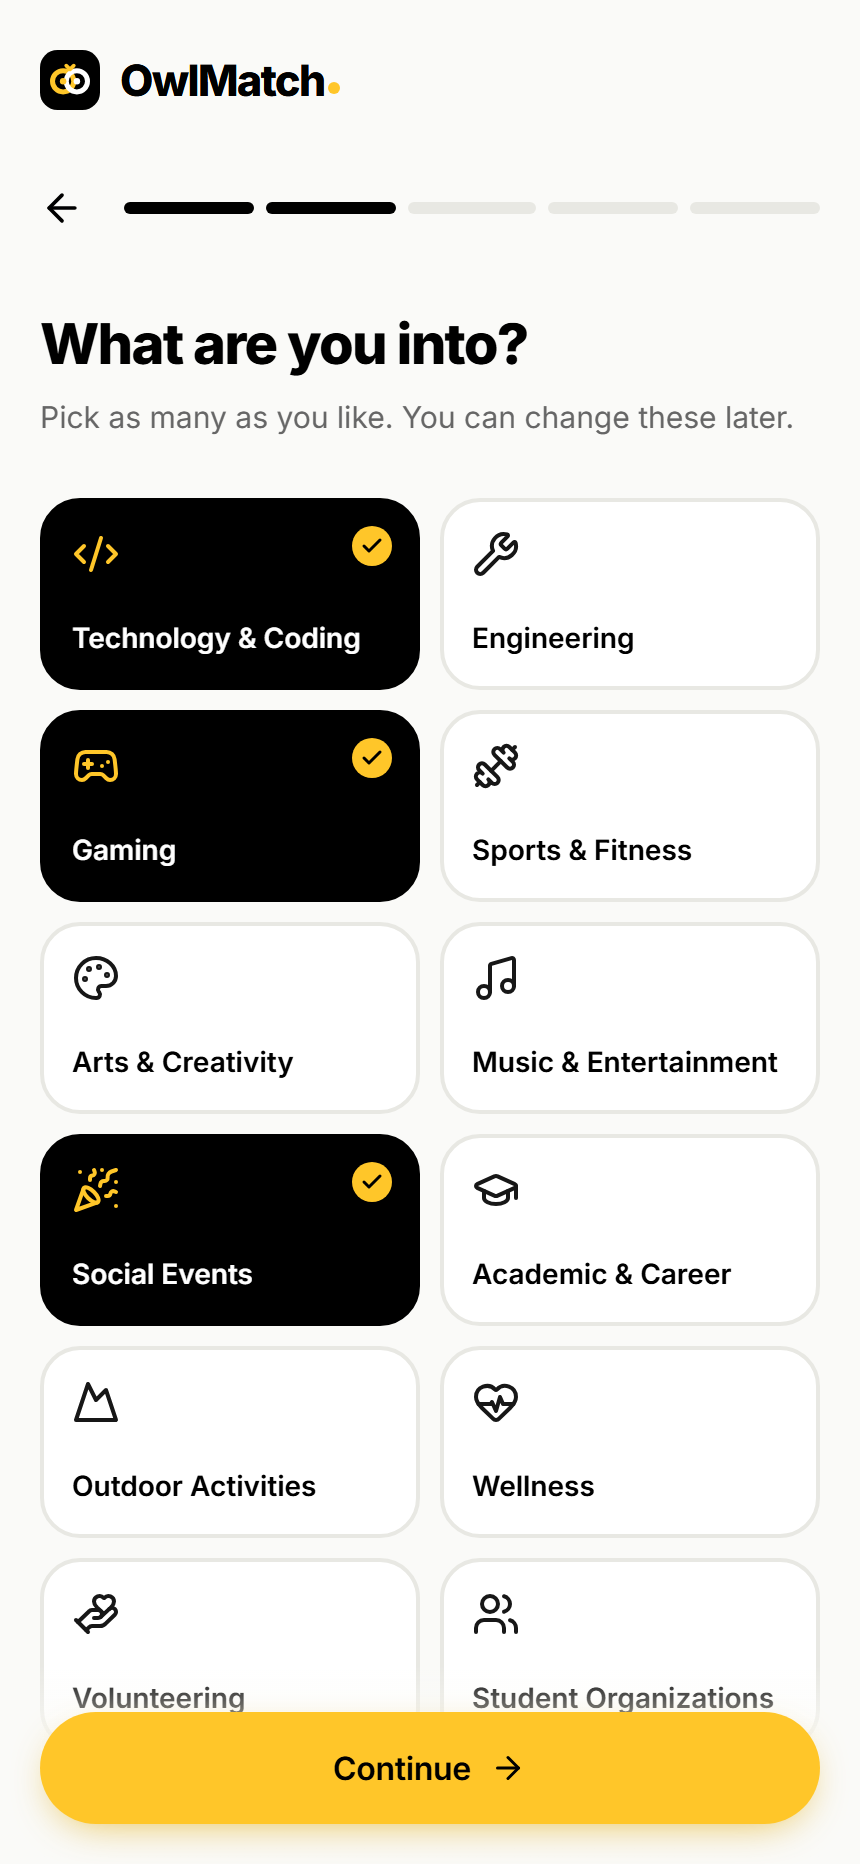 OwlMatch.
What are you into?
Pick as many as you like. You can change these later.
Technology & Coding
Engineering
Gaming
Sports & Fitness
Arts & Creativity
Music & Entertainment
Social Events
Academic & Career
Outdoor Activities
Wellness
Volunteering
Student Organizations
Continue →